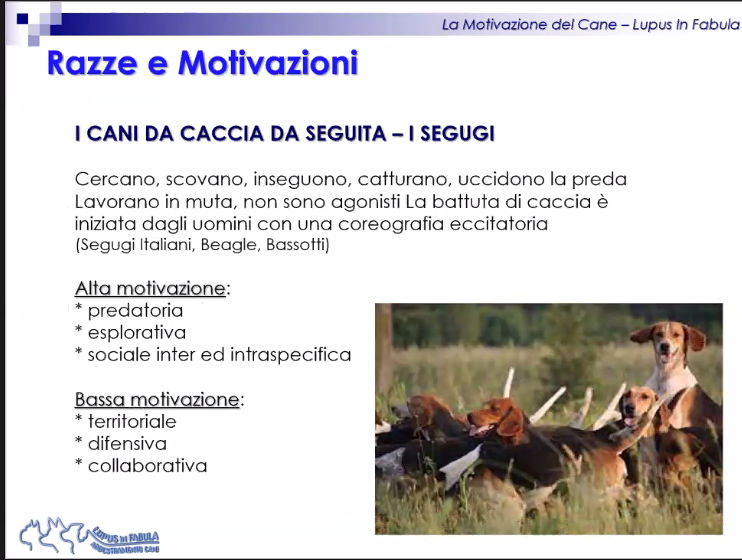 La Motivazione del Cane – Lupus In Fabula
Razze e Motivazioni
I CANI DA CACCIA DA SEGUITA – I SEGUGI
Cercano, scovano, inseguono, catturano, uccidono la preda
Lavorano in muta, non sono agonisti La battuta di caccia è
iniziata dagli uomini con una coreografia eccitatoria
(Segugi Italiani, Beagle, Bassotti)
Alta motivazione:
* predatoria
* esplorativa
* sociale inter ed intraspecifica
Bassa motivazione:
* territoriale
* difensiva
* collaborativa
LUPUS IN FABULA
ADDESTRAMENTO CANI